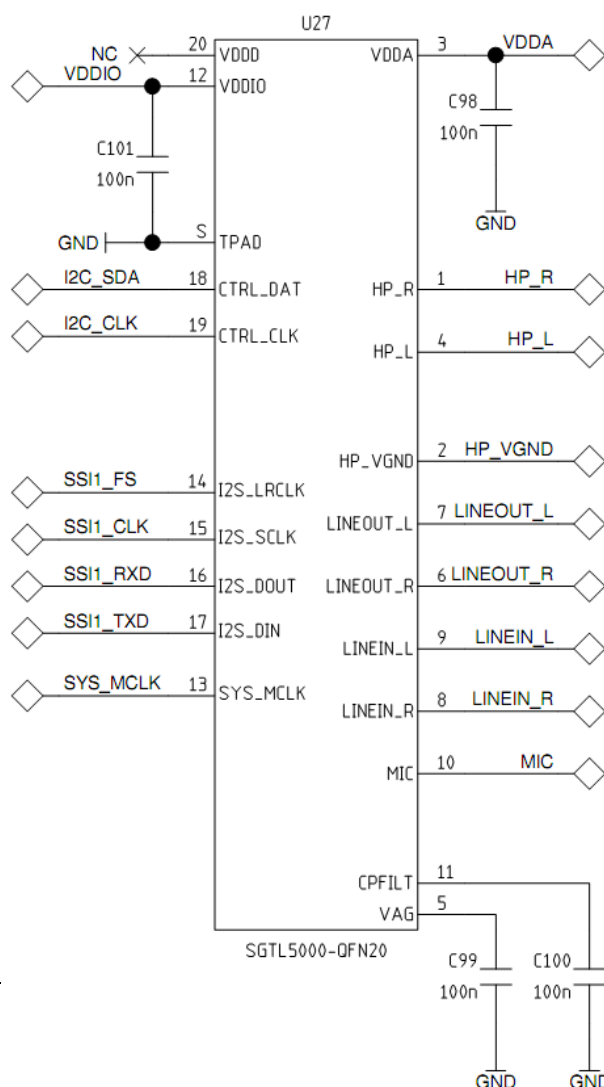 U27
NC 20 VDDD VDDA 3 VDDA
VDDIO 12 VDDIO
C98
100n
C101
100n
GND
GND S TPAD
I2C_SDA 18 CTRL_DAT HP_R 1 HP_R
I2C_CLK 19 CTRL_CLK
HP_L 4 HP_L
HP_VGND 2 HP_VGND
SSI1_FS 14 I2S_LRCLK
LINEOUT_L 7 LINEOUT_L
SSI1_CLK 15 I2S_SCLK
SSI1_RXD 16 I2S_DOUT LINEOUT_R 6 LINEOUT_R
SSI1_TXD 17 I2S_DIN
LINEIN_L 9 LINEIN_L
SYS_MCLK 13 SYS_MCLK
LINEIN_R 8 LINEIN_R
MIC 10 MIC
CPFILT 11
VAG 5
SGTL5000-QFN20
C99 C100
100n 100n
GND GND